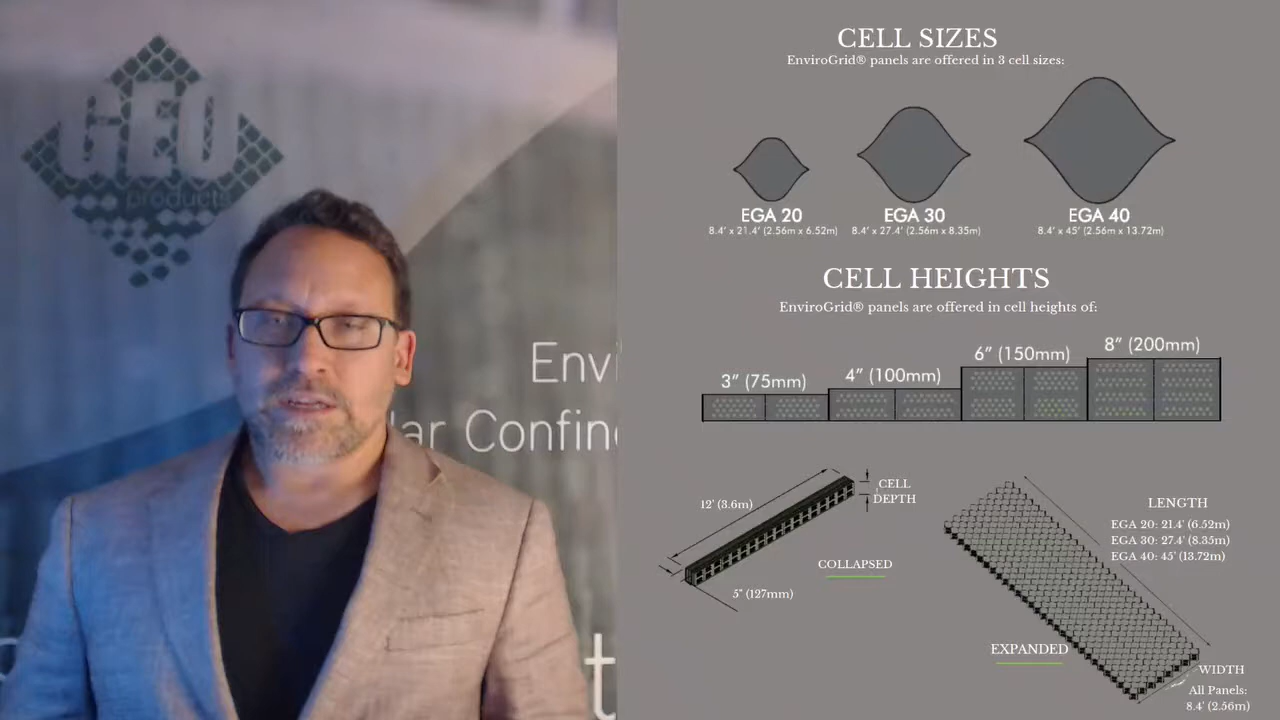 GEO
products
Env
lar Confin
t
CELL SIZES
EnviroGrid® panels are offered in 3 cell sizes:
EGA 20
8.4' x 21.4' (2.56m x 6.52m)
EGA 30
8.4' x 27.4' (2.56m x 8.35m)
EGA 40
8.4' x 45' (2.56m x 13.72m)
CELL HEIGHTS
EnviroGrid® panels are offered in cell heights of:
3” (75mm)
4” (100mm)
6” (150mm)
8” (200mm)
12' (3.6m)
CELL
DEPTH
COLLAPSED
5" (127mm)
LENGTH
EGA 20: 21.4' (6.52m)
EGA 30: 27.4' (8.35m)
EGA 40: 45' (13.72m)
EXPANDED
WIDTH
All Panels:
8.4' (2.56m)